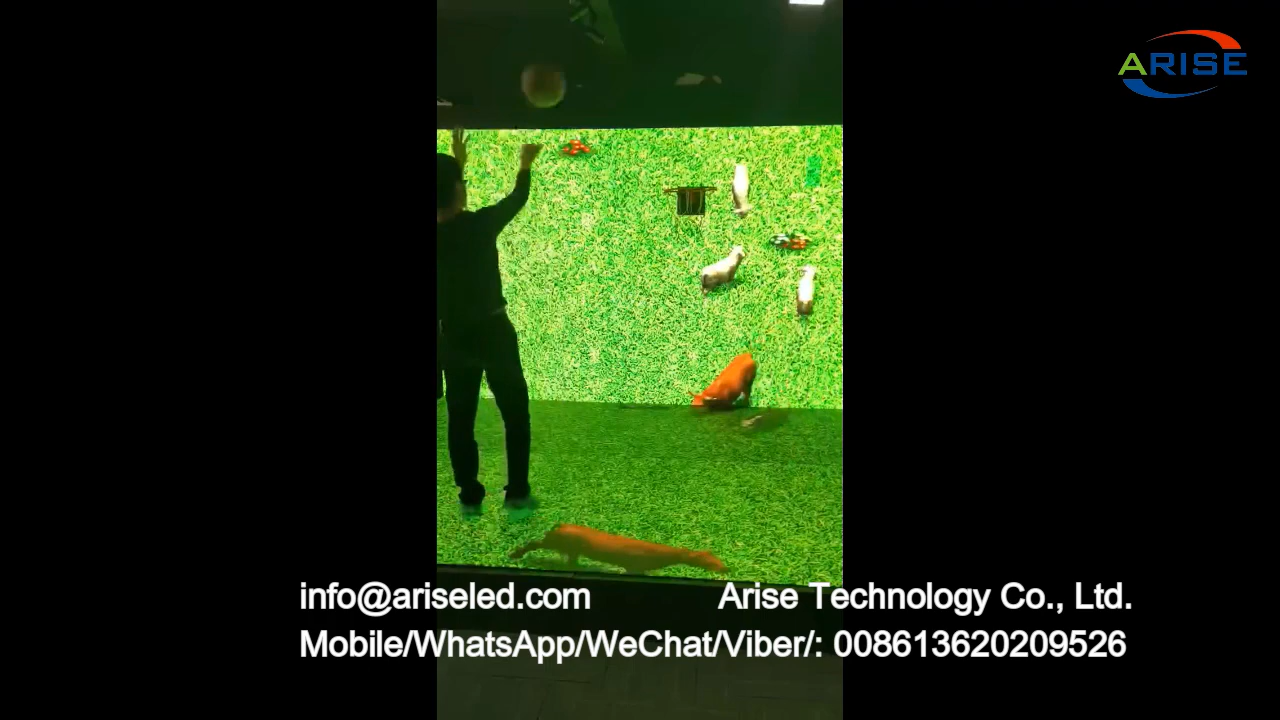 ARISE
info@ariseled.com Arise Technology Co., Ltd.
Mobile/WhatsApp/WeChat/Viber/: 008613620209526